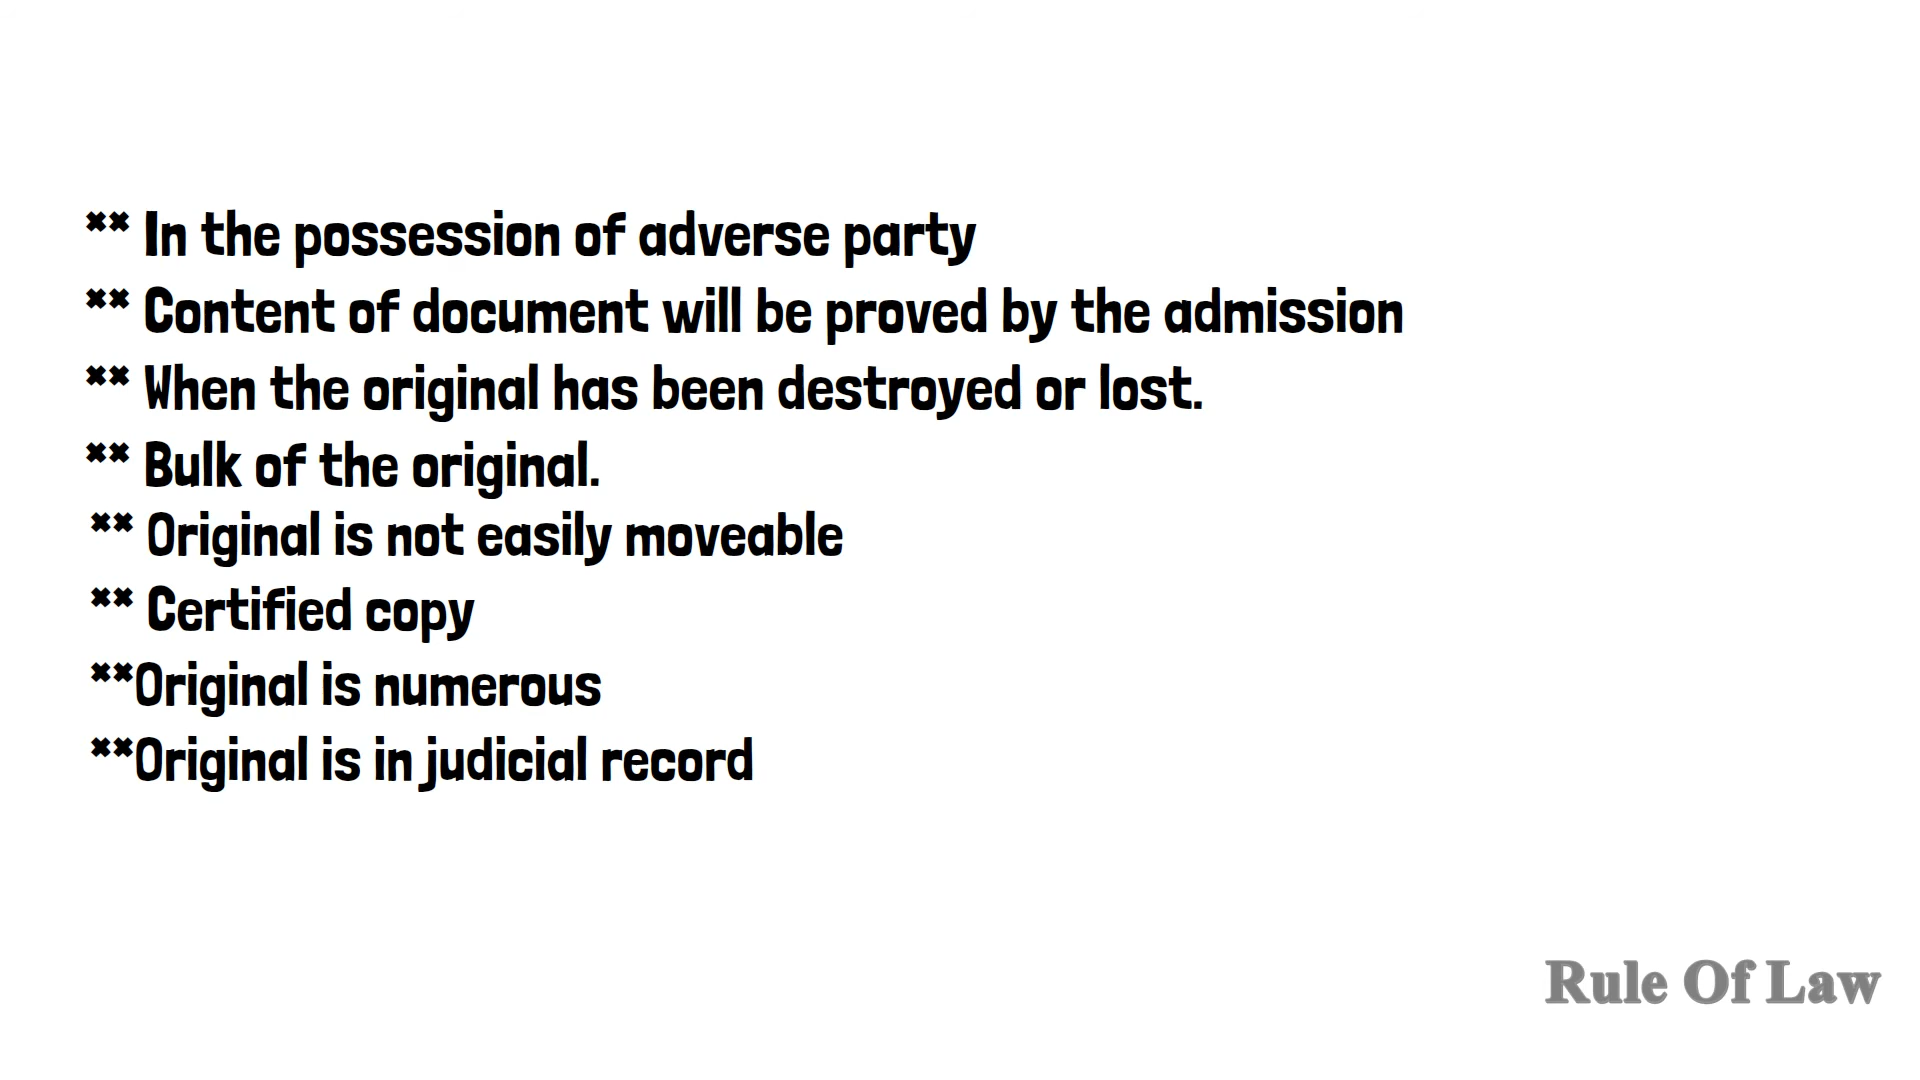 ** In the possession of adverse party
** Content of document will be proved by the admission
** When the original has been destroyed or lost.
** Bulk of the original.
** Original is not easily moveable
** Certified copy
**Original is numerous
**Original is in judicial record
Rule Of Law